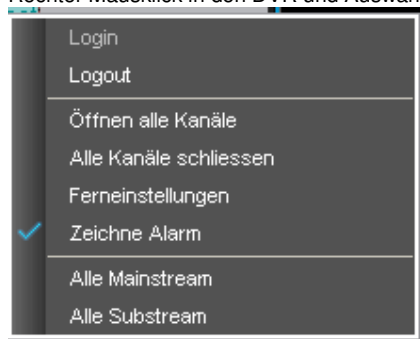 Rechter Mausklick in den DVR und Auswahl
Login
Logout
Öffnen alle Kanäle
Alle Kanäle schliessen
Ferneinstellungen
Zeichne Alarm
Alle Mainstream
Alle Substream